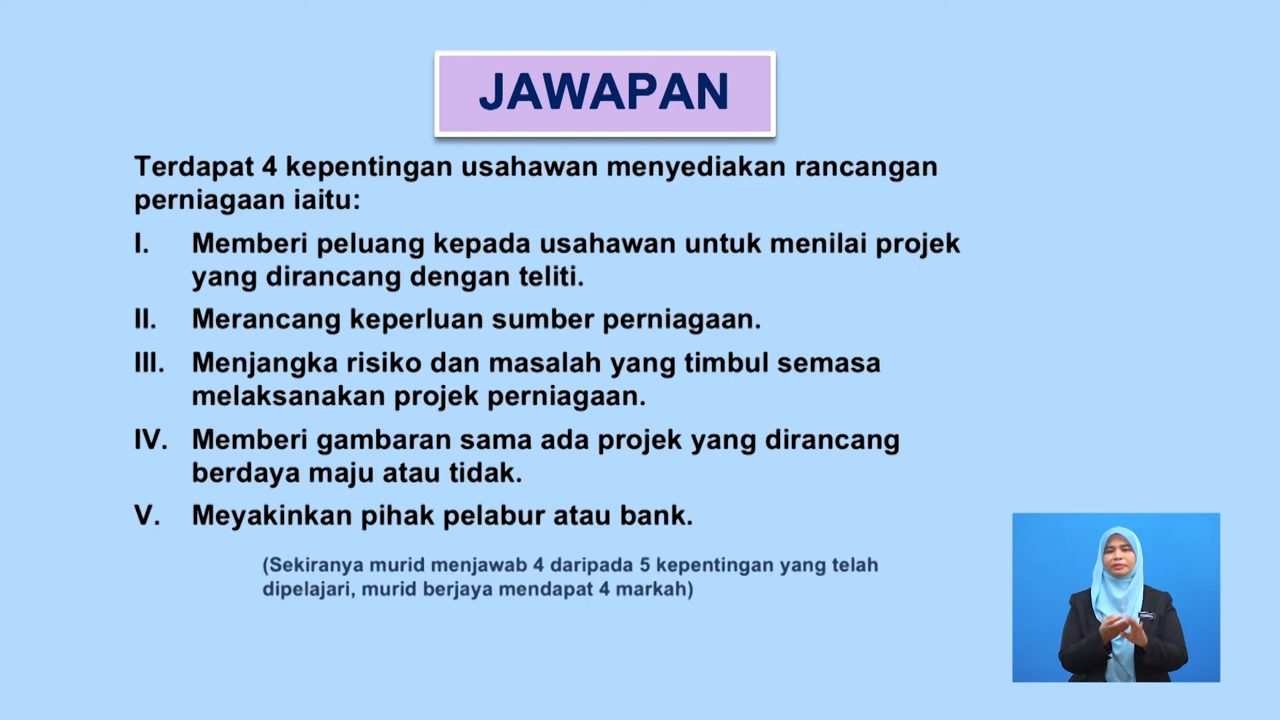 JAWAPAN
Terdapat 4 kepentingan usahawan menyediakan rancangan
perniagaan iaitu:
I. Memberi peluang kepada usahawan untuk menilai projek
yang dirancang dengan teliti.
II. Merancang keperluan sumber perniagaan.
III. Menjangka risiko dan masalah yang timbul semasa
melaksanakan projek perniagaan.
IV. Memberi gambaran sama ada projek yang dirancang
berdaya maju atau tidak.
V. Meyakinkan pihak pelabur atau bank.
(Sekiranya murid menjawab 4 daripada 5 kepentingan yang telah
dipelajari, murid berjaya mendapat 4 markah)